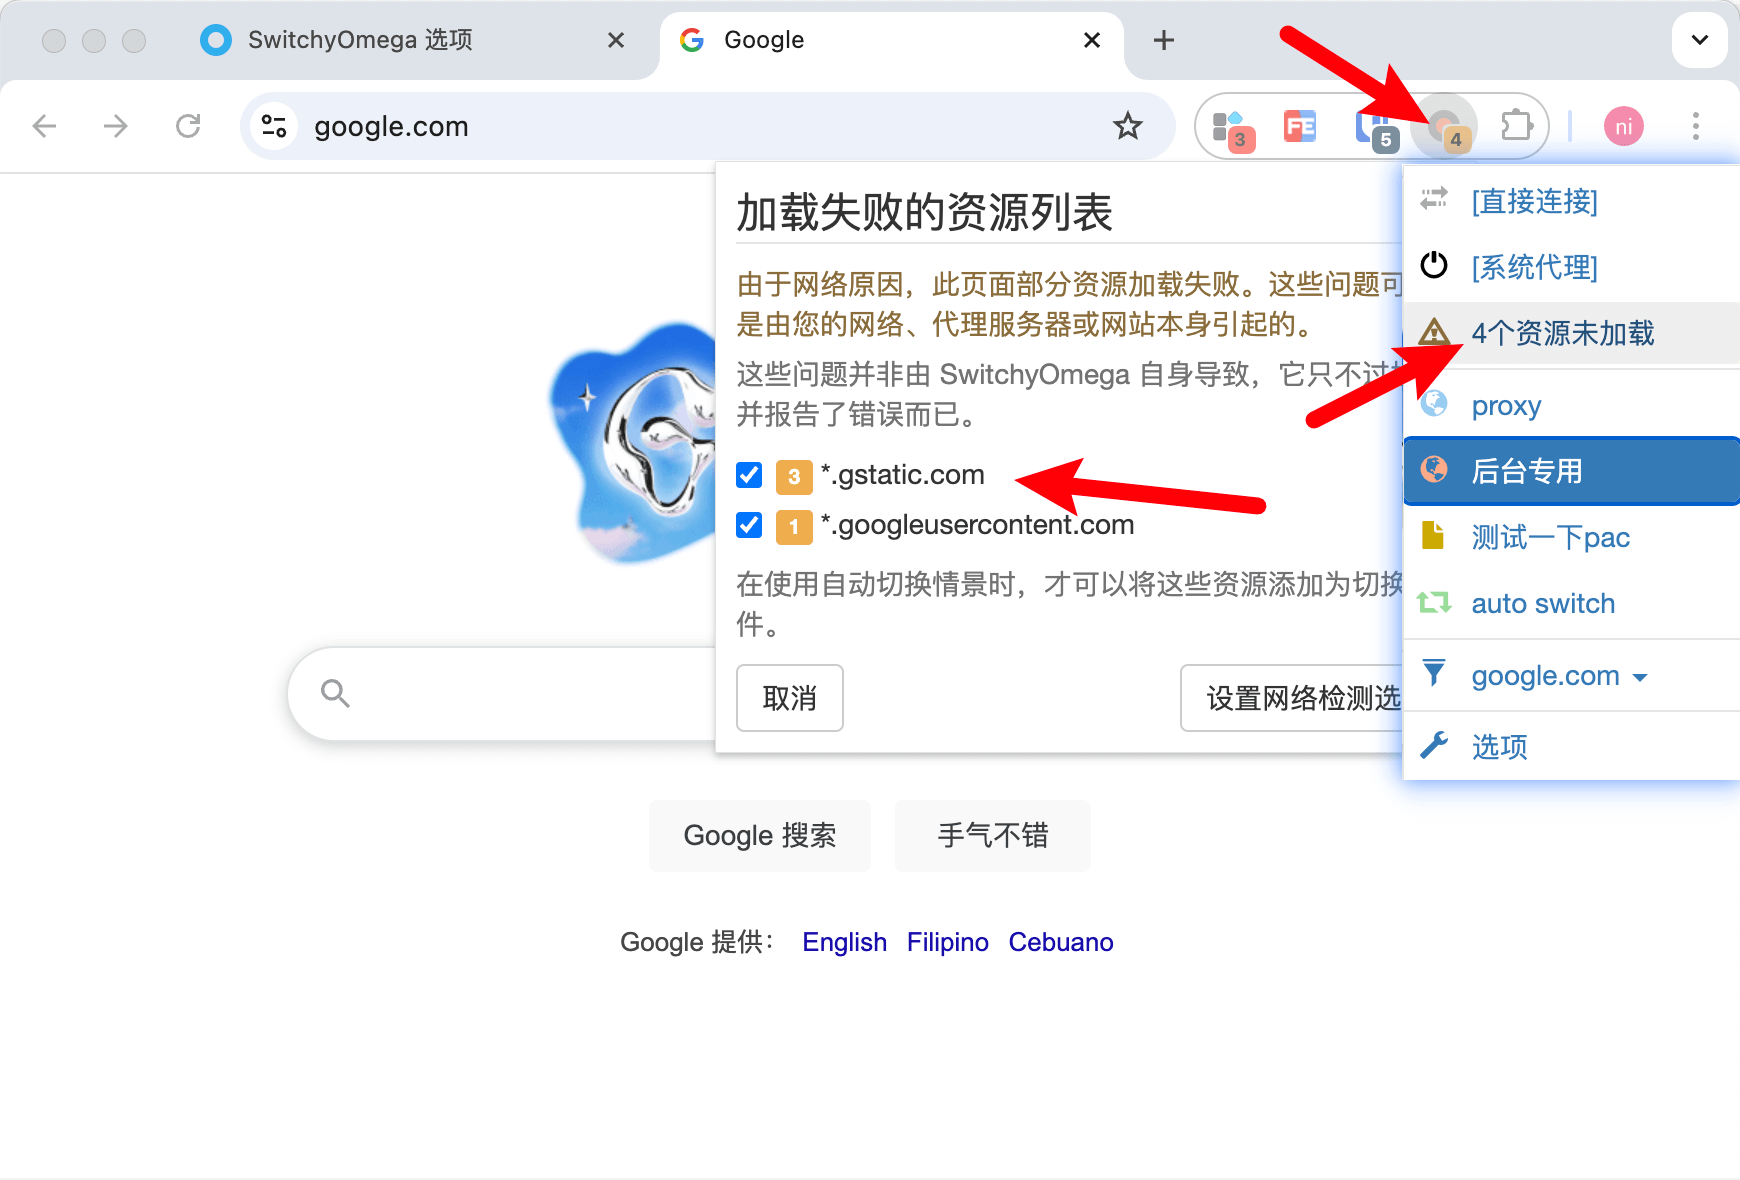 SwitchyOmega 选项
Google
google.com
3
FE
5
4
ni
加载失败的资源列表
由于网络原因，此页面部分资源加载失败。这些问题可
是由您的网络、代理服务器或网站本身引起的。
这些问题并非由 SwitchyOmega 自身导致，它只不过
并报告了错误而已。
3 *.gstatic.com
1 *.googleusercontent.com
在使用自动切换情景时，才可以将这些资源添加为切换
件。
取消
设置网络检测选
[直接连接]
[系统代理]
4个资源未加载
proxy
后台专用
测试一下pac
auto switch
google.com
选项
Google 搜索
手气不错
Google 提供：
English Filipino Cebuano